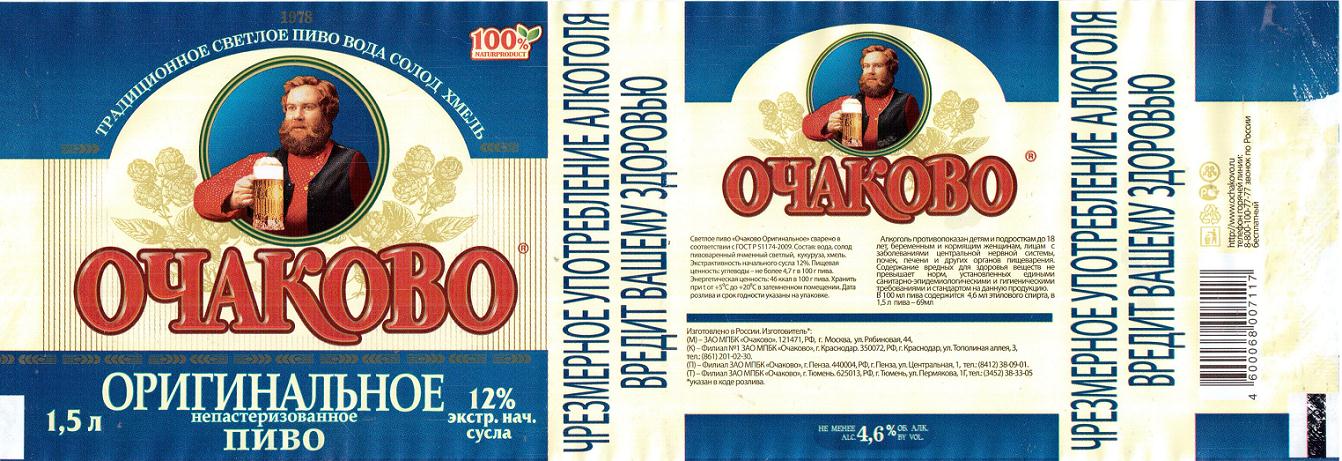 1978
ТРАДИЦИОННОЕ СВЕТЛОЕ ПИВО ВОДА СОЛОД ХМЕЛЬ
100%
NATURPRODUCT
ОЧАКОВО®
ОРИГИНАЛЬНОЕ
непастеризованное
ПИВО
1,5 л
12%
экстр. нач.
сусла
ЧРЕЗМЕРНОЕ УПОТРЕБЛЕНИЕ АЛКОГОЛЯ
ВРЕДИТ ВАШЕМУ ЗДОРОВЬЮ
ОЧАКОВО®
Светлое пиво «Очаково Оригинальное» сварено в
соответствии с ГОСТ Р 51174-2009. Состав: вода, солод
пивоваренный ячменный светлый, кукуруза, хмель.
Экстрактивность начального сусла 12%. Пищевая
ценность: углеводы – не более 4,7 г в 100 г пива.
Энергетическая ценность: 46 ккал в 100 г пива. Хранить
при t от +5⁰С до +20⁰С в затемненном помещении. Дата
розлива и срок годности указаны на упаковке.
Алкоголь противопоказан детям и подросткам до 18
лет, беременным и кормящим женщинам, лицам с
заболеваниями центральной нервной системы,
почек, печени и других органов пищеварения.
Содержание вредных для здоровья веществ не
превышает норм, установленных едиными
санитарно-эпидемиологическими и гигиеническими
требованиями и стандартом на данную продукцию.
В 100 мл пива содержится 4,6 мл этилового спирта, в
1,5 л пива – 69мл
Изготовлено в России. Изготовитель*:
(М) – ЗАО МПБК «Очаково». 121471, РФ, г. Москва, ул. Рябиновая, 44,
(К) – Филиал №1 ЗАО МПБК «Очаково», г. Краснодар. 350072, РФ, г. Краснодар, ул. Тополиная аллея, 3,
тел.: (861) 201-02-30.
(П) – Филиал ЗАО МПБК «Очаково», г. Пенза. 440004, РФ, г. Пенза, ул. Центральная, 1, тел.: (8412) 38-09-01.
(Т) – Филиал ЗАО МПБК «Очаково», г. Тюмень. 625013, РФ, г. Тюмень, ул. Пермякова, 1Г, тел.: (3452) 38-33-05
*указан в коде розлива.
НЕ МЕНЕЕ 4,6% ОБ. АЛК.
ALC. BY VOL.
ЧРЕЗМЕРНОЕ УПОТРЕБЛЕНИЕ АЛКОГОЛЯ
ВРЕДИТ ВАШЕМУ ЗДОРОВЬЮ
http://www.ochakovo.ru
телефон горячей линии:
8-800-100-77-77 звонок по России
бесплатный
4 600068 007117